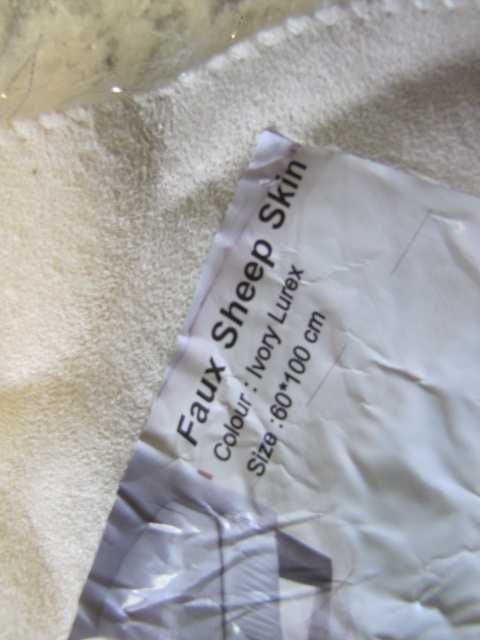 Faux Sheep Skin
Colour : Ivory Lurex
Size :60*100 cm